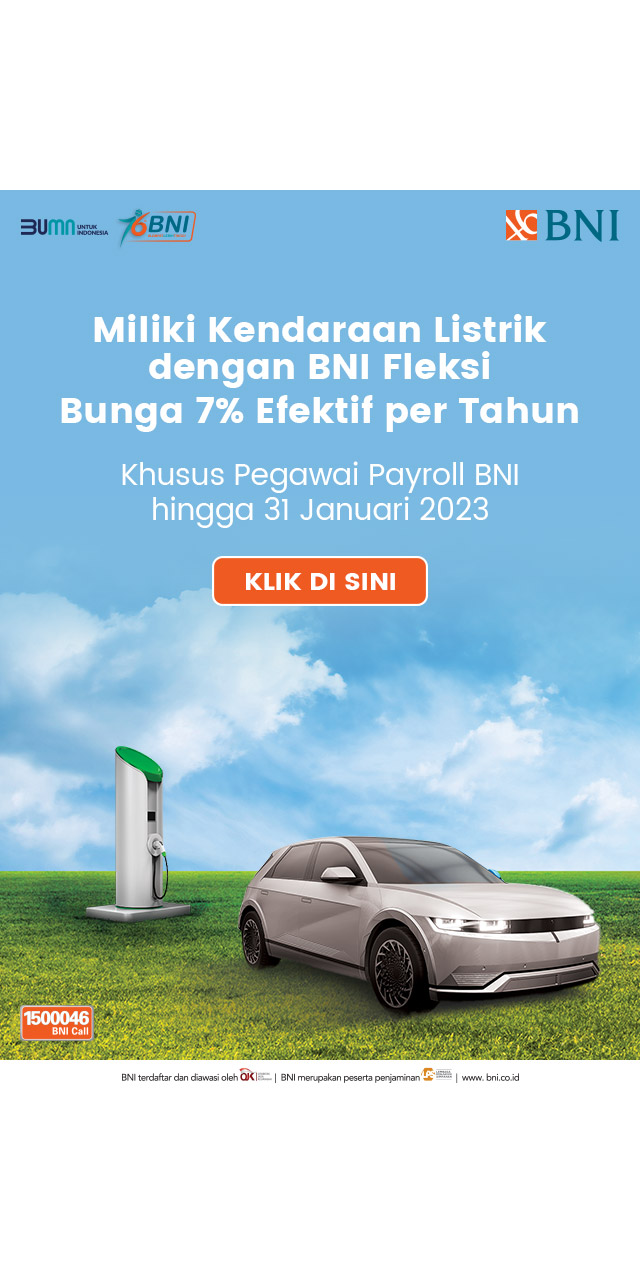 BUMN UNTUK INDONESIA
76 BNI
BNI
Miliki Kendaraan Listrik
dengan BNI Fleksi
Bunga 7% Efektif per Tahun
Khusus Pegawai Payroll BNI
hingga 31 Januari 2023
KLIK DI SINI
1500046
BNI Call
BNI terdaftar dan diawasi oleh OJK | BNI merupakan peserta penjaminan LPS | www. bni.co.id